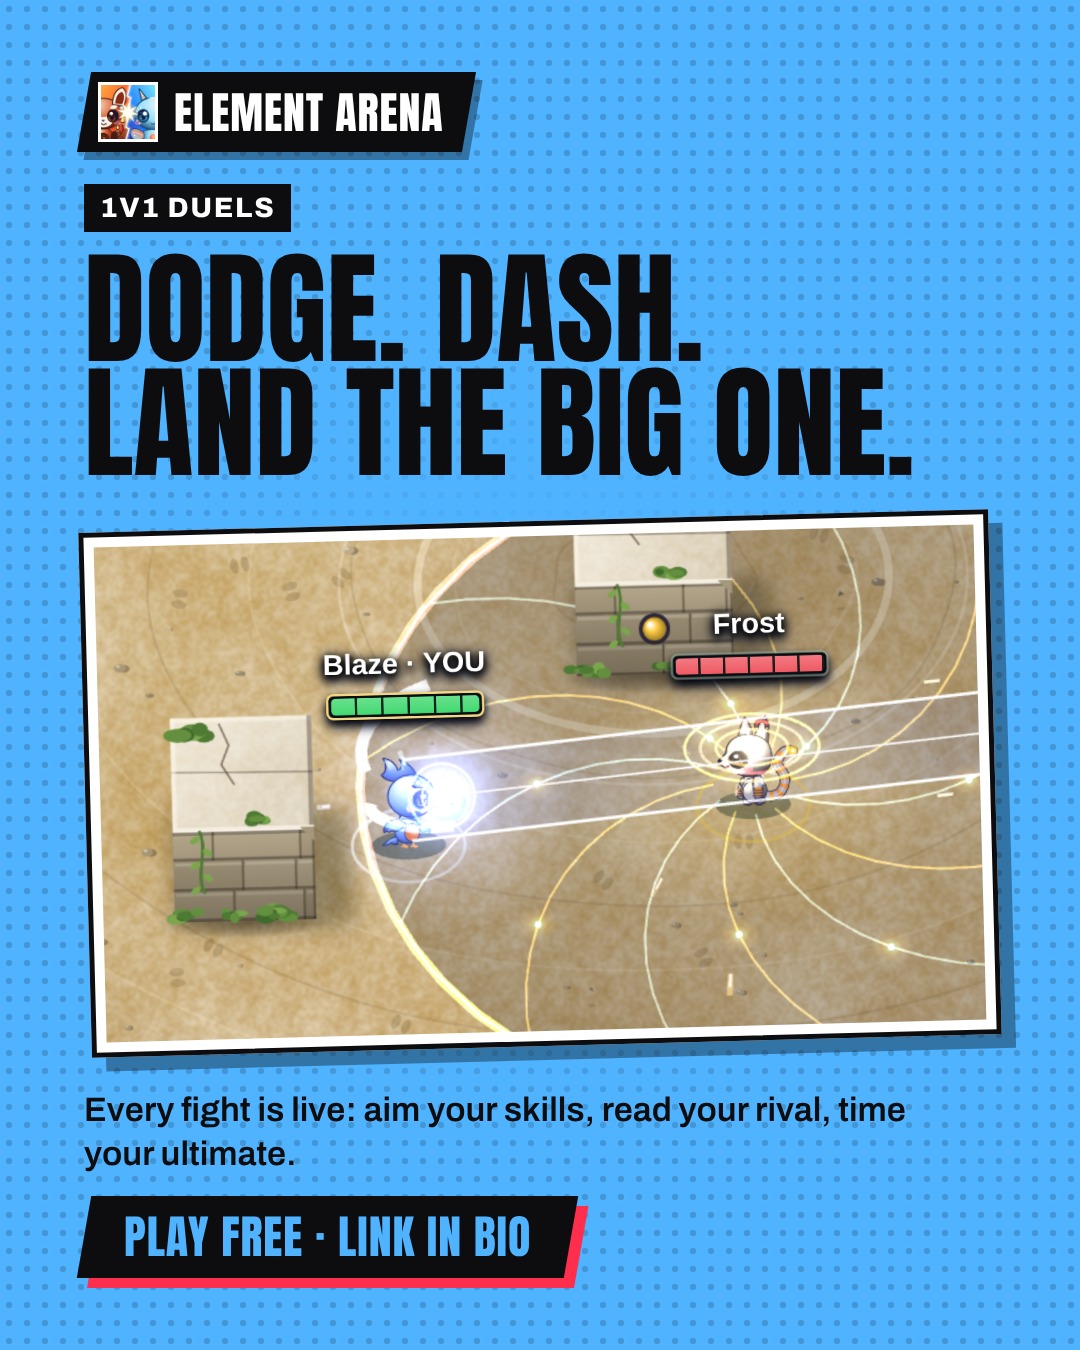 ELEMENT ARENA
1V1 DUELS
DODGE. DASH.
LAND THE BIG ONE.
Frost
Blaze · YOU
Every fight is live: aim your skills, read your rival, time
your ultimate.
PLAY FREE · LINK IN BIO